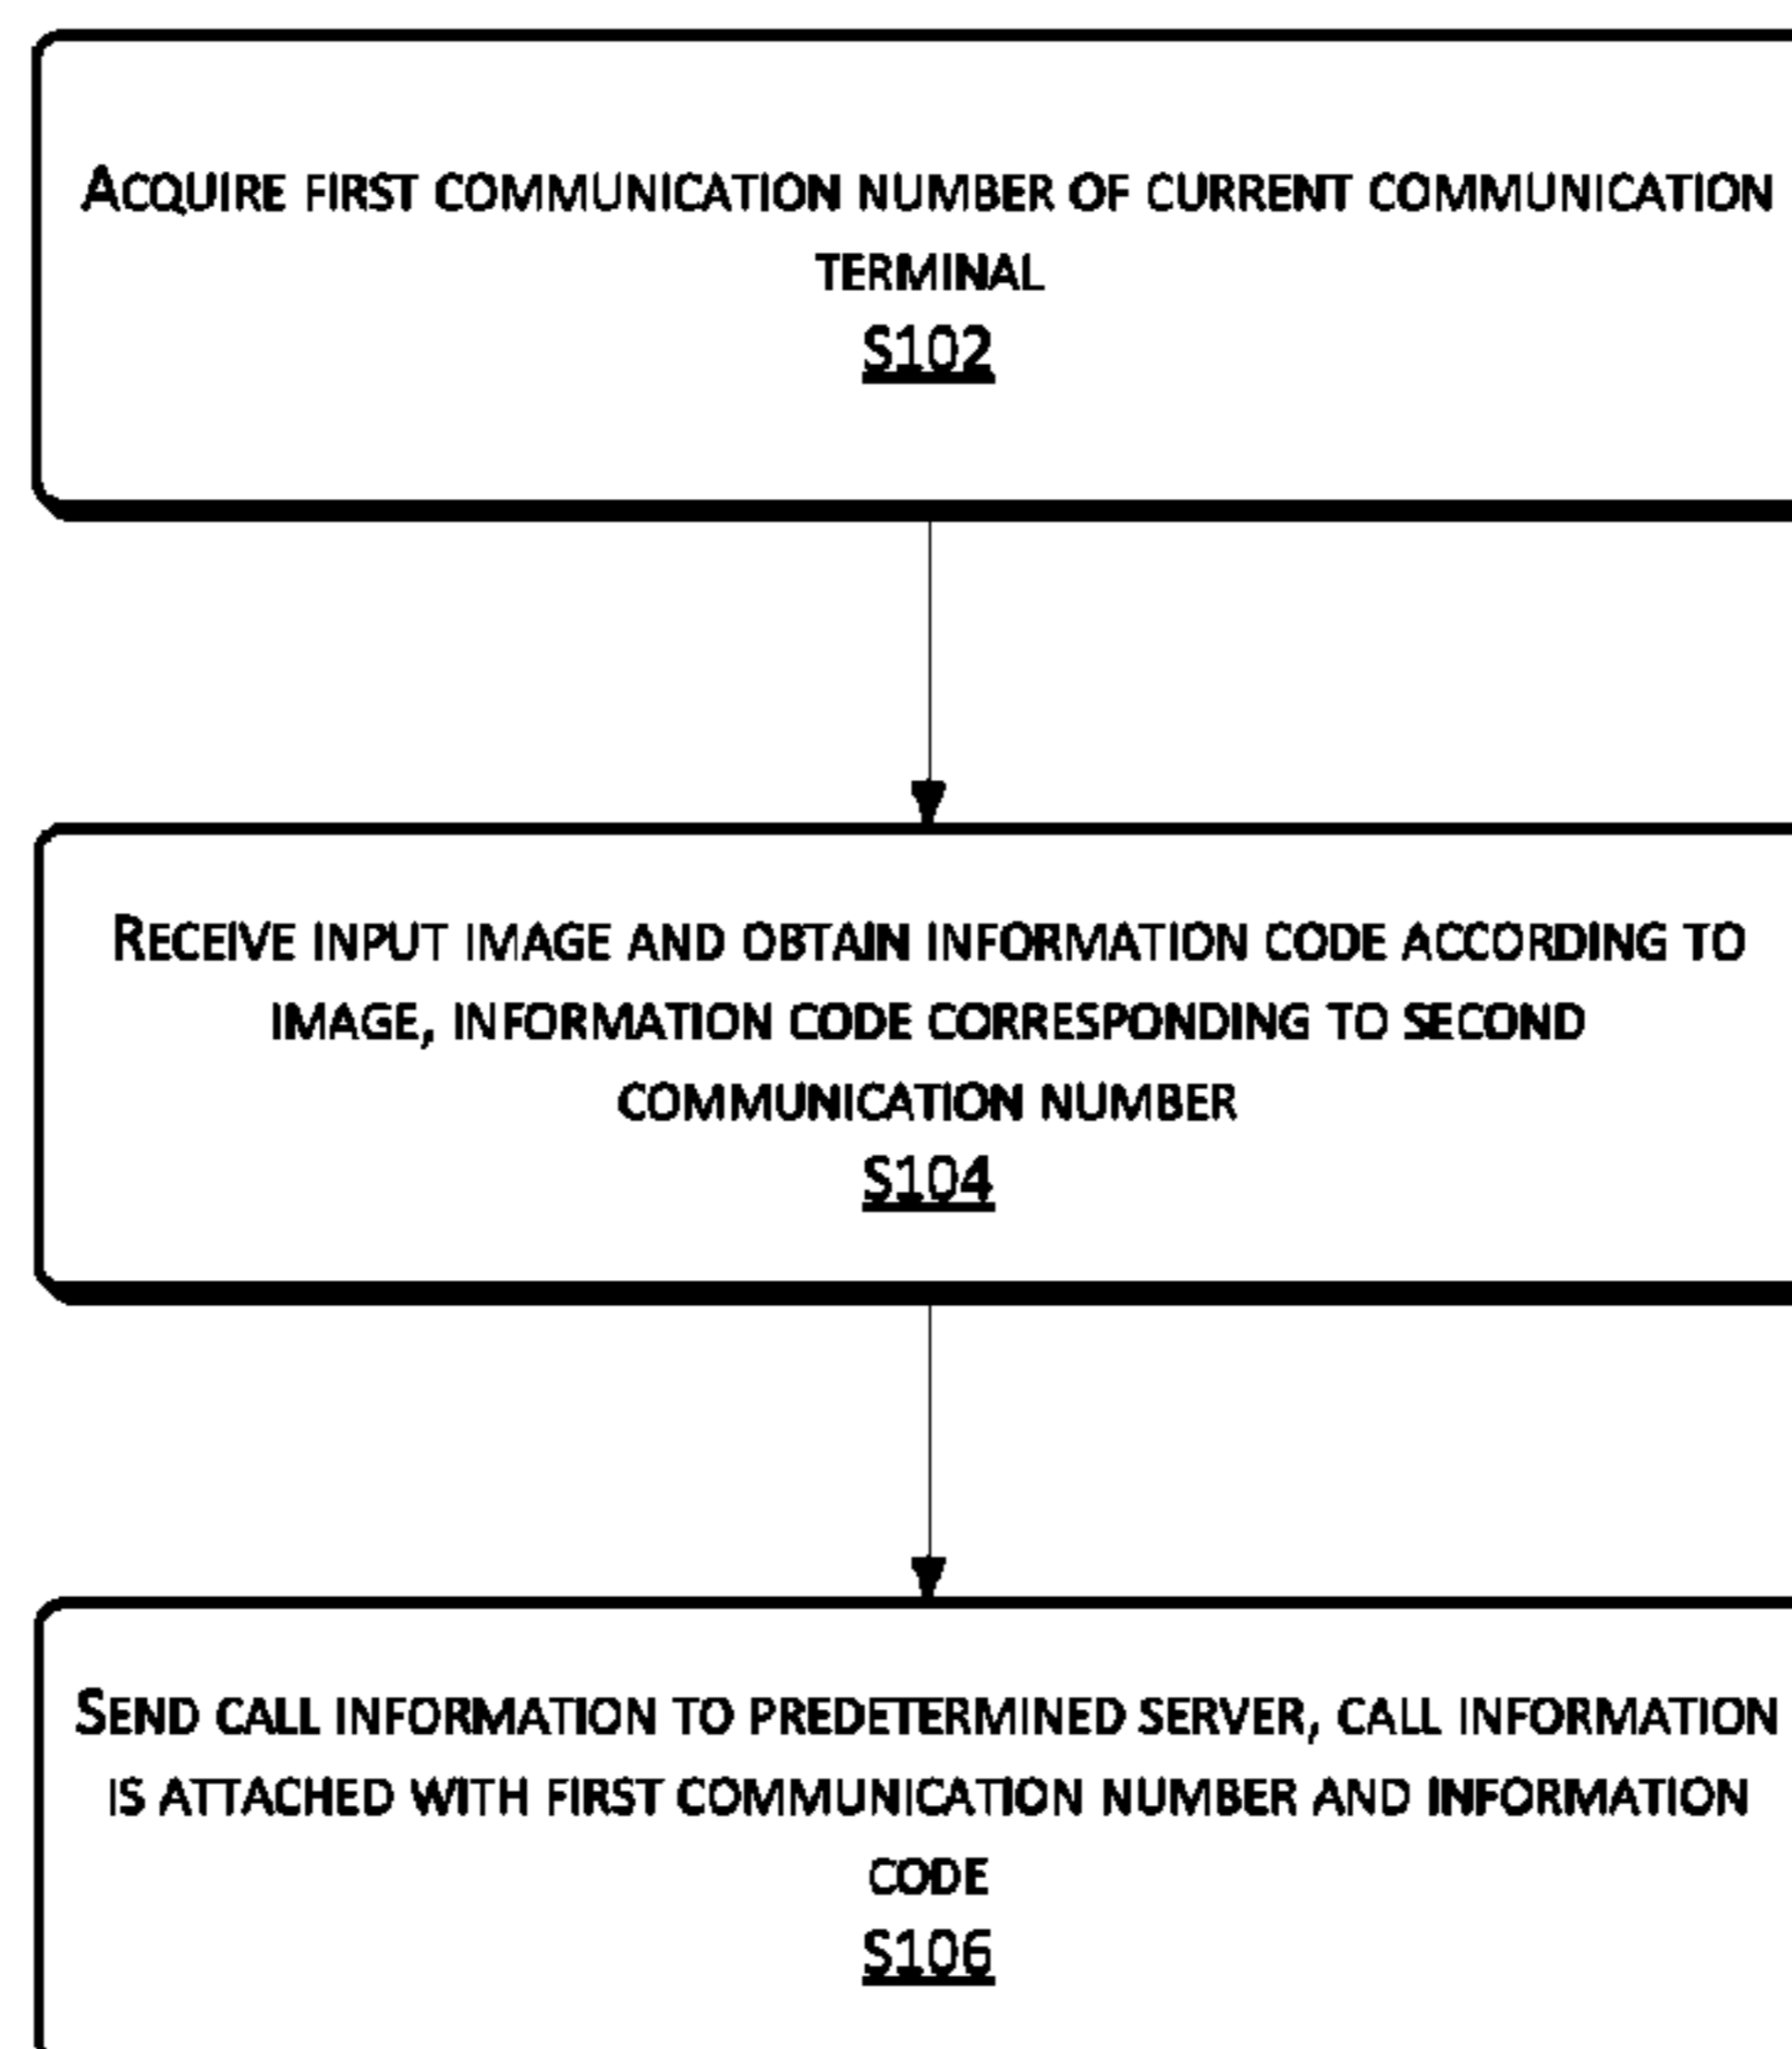 ACQUIRE FIRST COMMUNICATION NUMBER OF CURRENT COMMUNICATION
TERMINAL
S102
RECEIVE INPUT IMAGE AND OBTAIN INFORMATION CODE ACCORDING TO
IMAGE, INFORMATION CODE CORRESPONDING TO SECOND
COMMUNICATION NUMBER
S104
SEND CALL INFORMATION TO PREDETERMINED SERVER, CALL INFORMATION
IS ATTACHED WITH FIRST COMMUNICATION NUMBER AND INFORMATION
CODE
S106